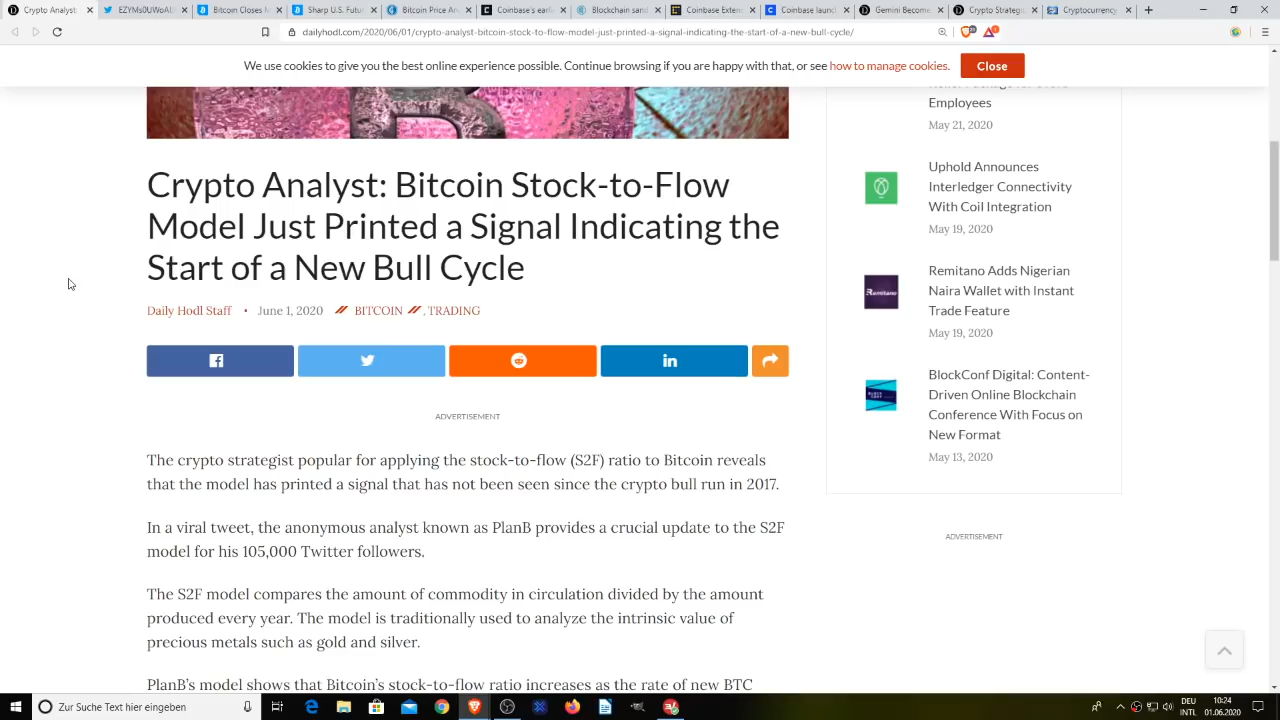 Crypto Analyst:
EZYMs0UWAA
Bitcoin Closes
Sharp U.S. Futur
Coinbase's earl
Blockchain sand
Coinbase Exten
Coinbase launc
Gemini Becom
Square's Bitcoi
Cryptocurrency
dailyhodl.com/2020/06/01/crypto-analyst-bitcoin-stock-to-flow-model-just-printed-a-signal-indicating-the-start-of-a-new-bull-cycle/
We use cookies to give you the best online experience possible. Continue browsing if you are happy with that, or see how to manage cookies.
Close
Crypto Analyst: Bitcoin Stock-to-Flow
Model Just Printed a Signal Indicating the
Start of a New Bull Cycle
Daily Hodl Staff • June 1, 2020 BITCOIN , TRADING
ADVERTISEMENT
The crypto strategist popular for applying the stock-to-flow (S2F) ratio to Bitcoin reveals
that the model has printed a signal that has not been seen since the crypto bull run in 2017.
In a viral tweet, the anonymous analyst known as PlanB provides a crucial update to the S2F
model for his 105,000 Twitter followers.
The S2F model compares the amount of commodity in circulation divided by the amount
produced every year. The model is traditionally used to analyze the intrinsic value of
precious metals such as gold and silver.
PlanB's model shows that Bitcoin's stock-to-flow ratio increases as the rate of new BTC
Employees
May 21, 2020
Uphold Announces
Interledger Connectivity
With Coil Integration
May 19, 2020
Remitano
Remitano Adds Nigerian
Naira Wallet with Instant
Trade Feature
May 19, 2020
BLOCK
CONF
BlockConf Digital: Content-
Driven Online Blockchain
Conference With Focus on
New Format
May 13, 2020
ADVERTISEMENT
Zur Suche Text hier eingeben
DEU
INTL
10:24
01.06.2020